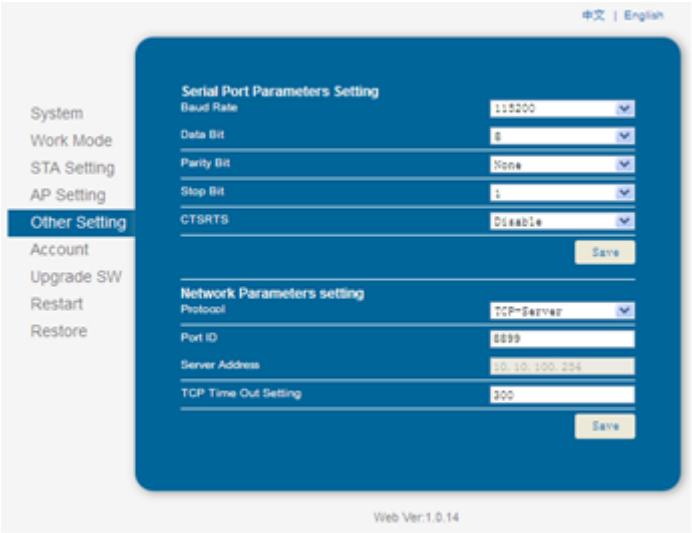 中文 | English
System
Work Mode
STA Setting
AP Setting
Other Setting
Account
Upgrade SW
Restart
Restore
Serial Port Parameters Setting
Baud Rate 115200
Data Bit 8
Parity Bit None
Stop Bit 1
CTSRTS Disable
Save
Network Parameters setting
Protocol TCP-Server
Port ID 8899
Server Address 10.10.100.254
TCP Time Out Setting 300
Save
Web Ver:1.0.14